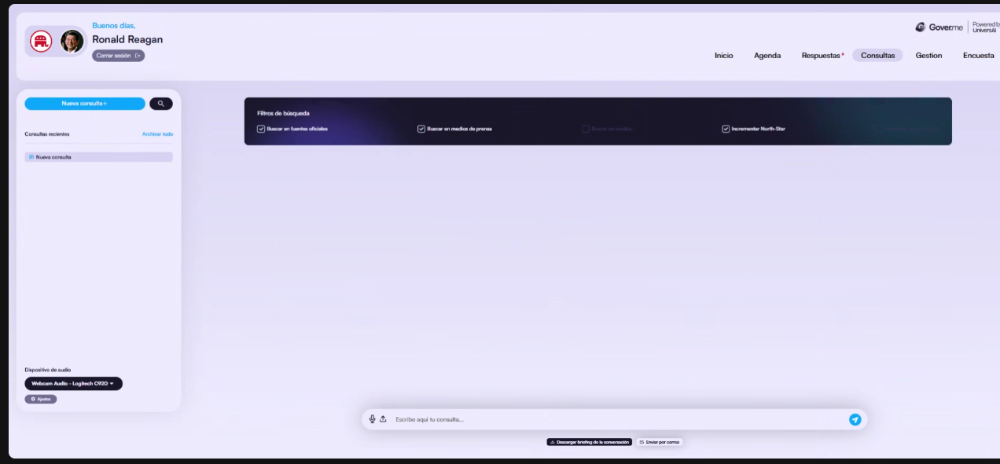 Buenos días,
Ronald Reagan
Cerrar sesión
Goverme
Powered by
UniversAI
Inicio Agenda Respuestas Consultas Gestion Encuesta
Nueva consulta+
Consultas recientes Archivar todo
Nueva consulta
Filtros de búsqueda
Buscar en fuentes oficiales Buscar en medios de prensa Buscar en medios Incrementar North-Star
Dispositivo de audio
Webcam Audio - Logitech C920
Ajustes
Escribe aquí tu consulta...
Descargar briefing de la conversación Enviar por correo